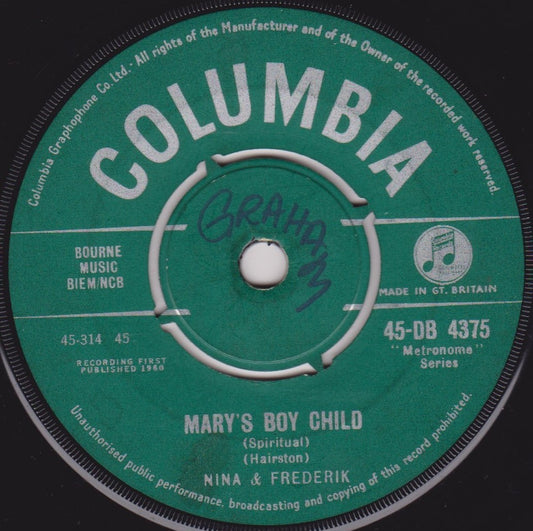 Columbia Graphophone Co. Ltd. All rights of the Manufacturer and of the Owner of the recorded work reserved.
COLUMBIA
GRAHAM
BOURNE
MUSIC
BIEM/NCB
MADE IN GT. BRITAIN
45-314 45
45-DB 4375
RECORDING FIRST
PUBLISHED 1960
"Metronome"
Series
MARY'S BOY CHILD
(Spiritual)
(Hairston)
NINA & FREDERIK
Unauthorised public performance, broadcasting and copying of this record prohibited.